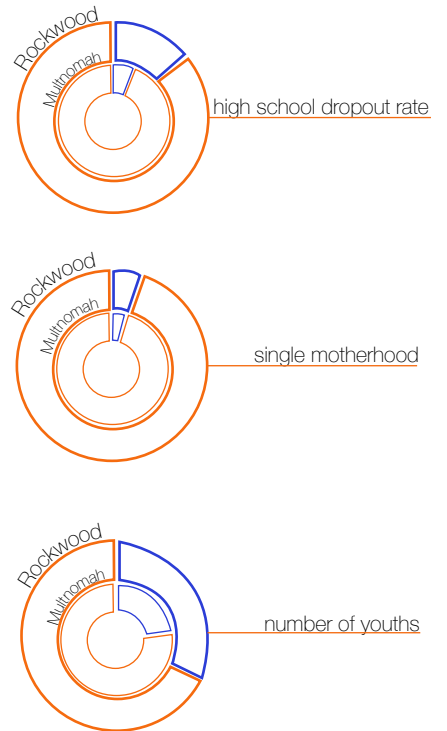 Rockwood
Multnomah
high school dropout rate
Rockwood
Multnomah
single motherhood
Rockwood
Multnomah
number of youths